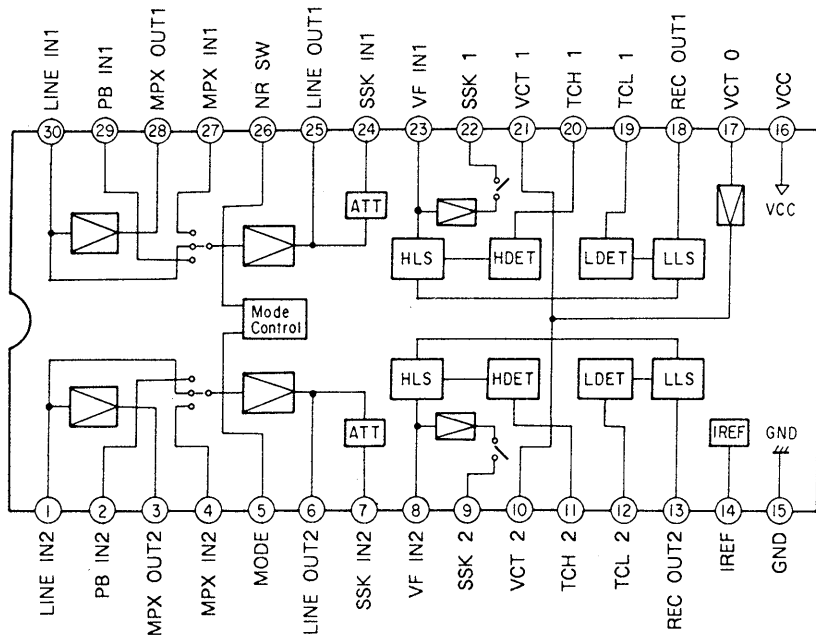 LINE IN1
PB IN1
MPX OUT1
MPX IN1
NR SW
LINE OUT1
SSK IN1
VF IN1
SSK 1
VCT 1
TCH 1
TCL 1
REC OUT1
VCT 0
VCC
30 29 28 27 26 25 24 23 22 21 20 19 18 17 16
ATT
VCC
HLS HDET LDET LLS
Mode
Control
HLS HDET LDET LLS
ATT
IREF
GND
1 2 3 4 5 6 7 8 9 10 11 12 13 14 15
LINE IN2
PB IN2
MPX OUT2
MPX IN2
MODE
LINE OUT2
SSK IN2
VF IN2
SSK 2
VCT 2
TCH 2
TCL 2
REC OUT2
IREF
GND